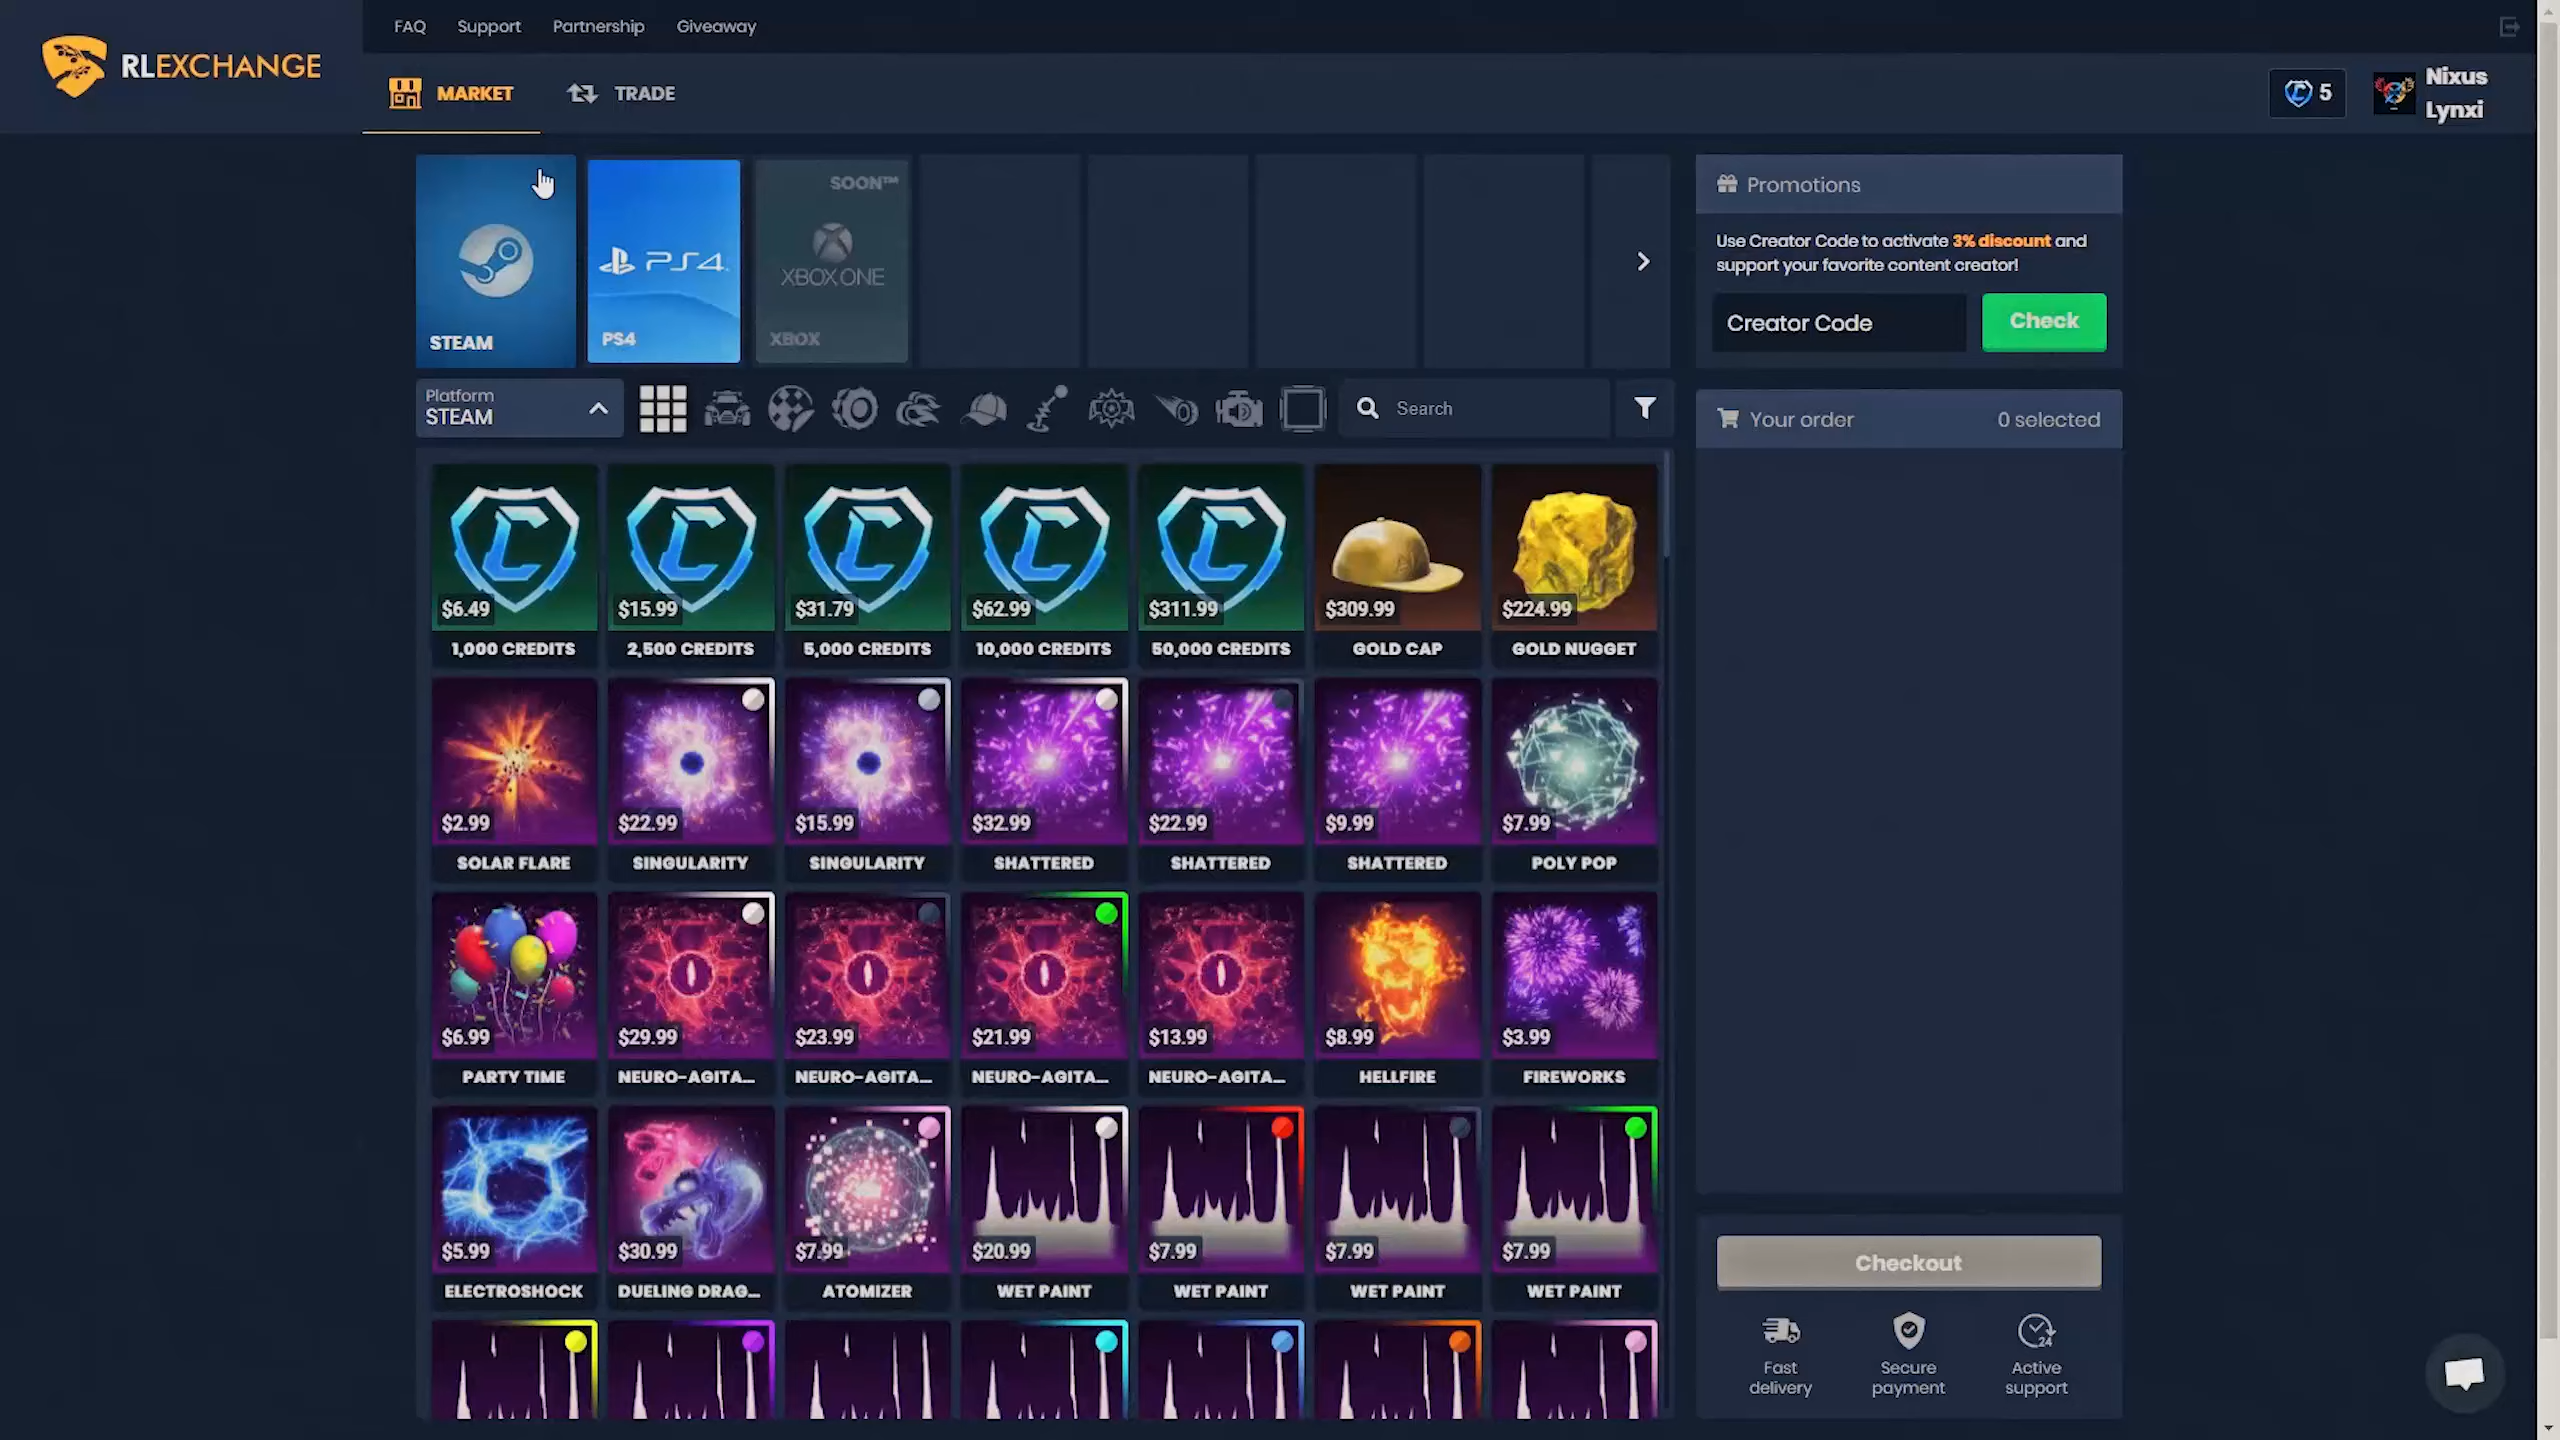 FAQ Support Partnership Giveaway
RLEXCHANGE
MARKET TRADE
5
Nixus
Lynxi
STEAM
PS4
PS4
SOON™
XBOX ONE
XBOX
Promotions
Use Creator Code to activate 3% discount and
support your favorite content creator!
Creator Code
Check
Platform
STEAM
Search
Your order 0 selected
$6.49 $15.99 $31.79 $62.99 $311.99 $309.99 $224.99
1,000 CREDITS 2,500 CREDITS 5,000 CREDITS 10,000 CREDITS 50,000 CREDITS GOLD CAP GOLD NUGGET
$2.99 $22.99 $15.99 $32.99 $22.99 $9.99 $7.99
SOLAR FLARE SINGULARITY SINGULARITY SHATTERED SHATTERED SHATTERED POLY POP
$6.99 $29.99 $23.99 $21.99 $13.99 $8.99 $3.99
PARTY TIME NEURO-AGITA... NEURO-AGITA... NEURO-AGITA... NEURO-AGITA... HELLFIRE FIREWORKS
$5.99 $30.99 $7.99 $20.99 $7.99 $7.99 $7.99
ELECTROSHOCK DUELING DRAG... ATOMIZER WET PAINT WET PAINT WET PAINT WET PAINT
Checkout
24
Fast
delivery
Secure
payment
Active
support